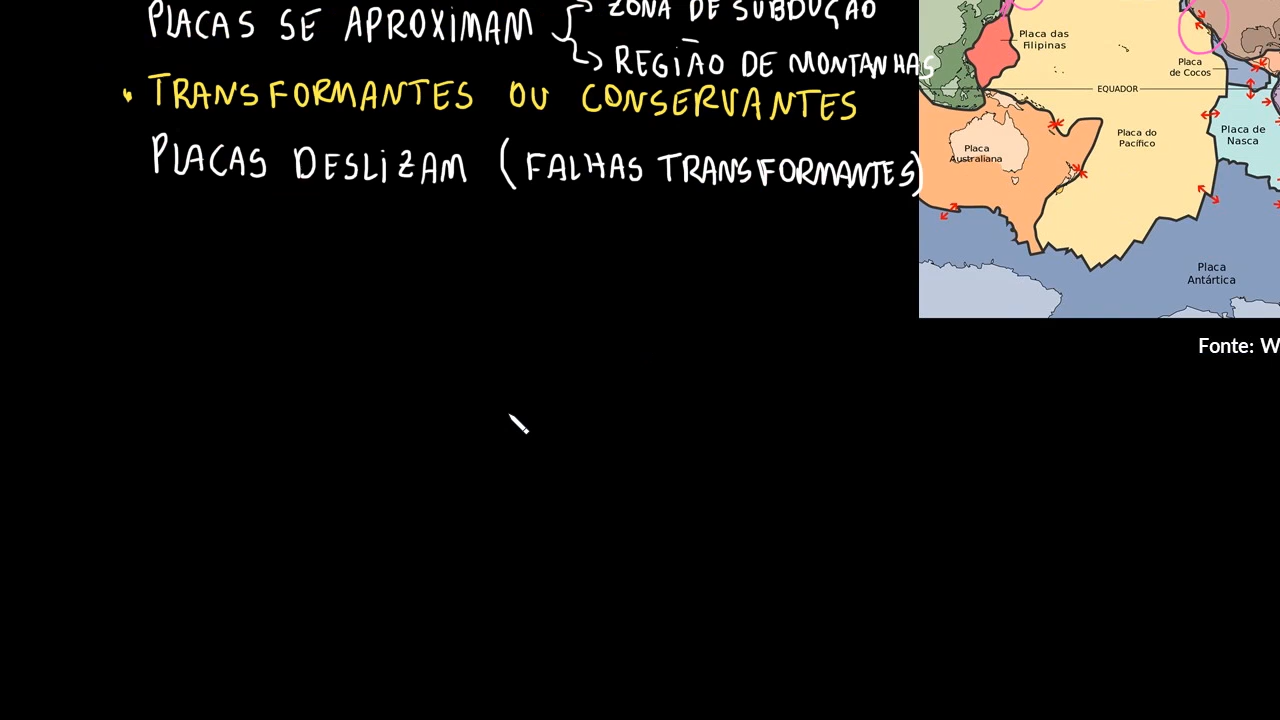 ZONA DE SUBDUÇÃO
PLACAS SE APROXIMAM
REGIÃO DE MONTANHAS
• TRANSFORMANTES OU CONSERVANTES
PLACAS DESLIZAM (FALHAS TRANSFORMANTES)
Placa das
Filipinas
Placa
de Cocos
EQUADOR
Placa
Australiana
Placa do
Pacífico
Placa de
Nasca
Placa
Antártica
Fonte: W